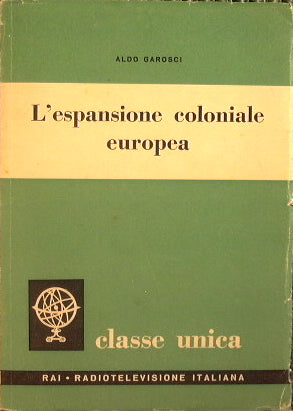 ALDO GAROSCI
L'espansione coloniale
europea
classe unica
RAI • RADIOTELEVISIONE ITALIANA